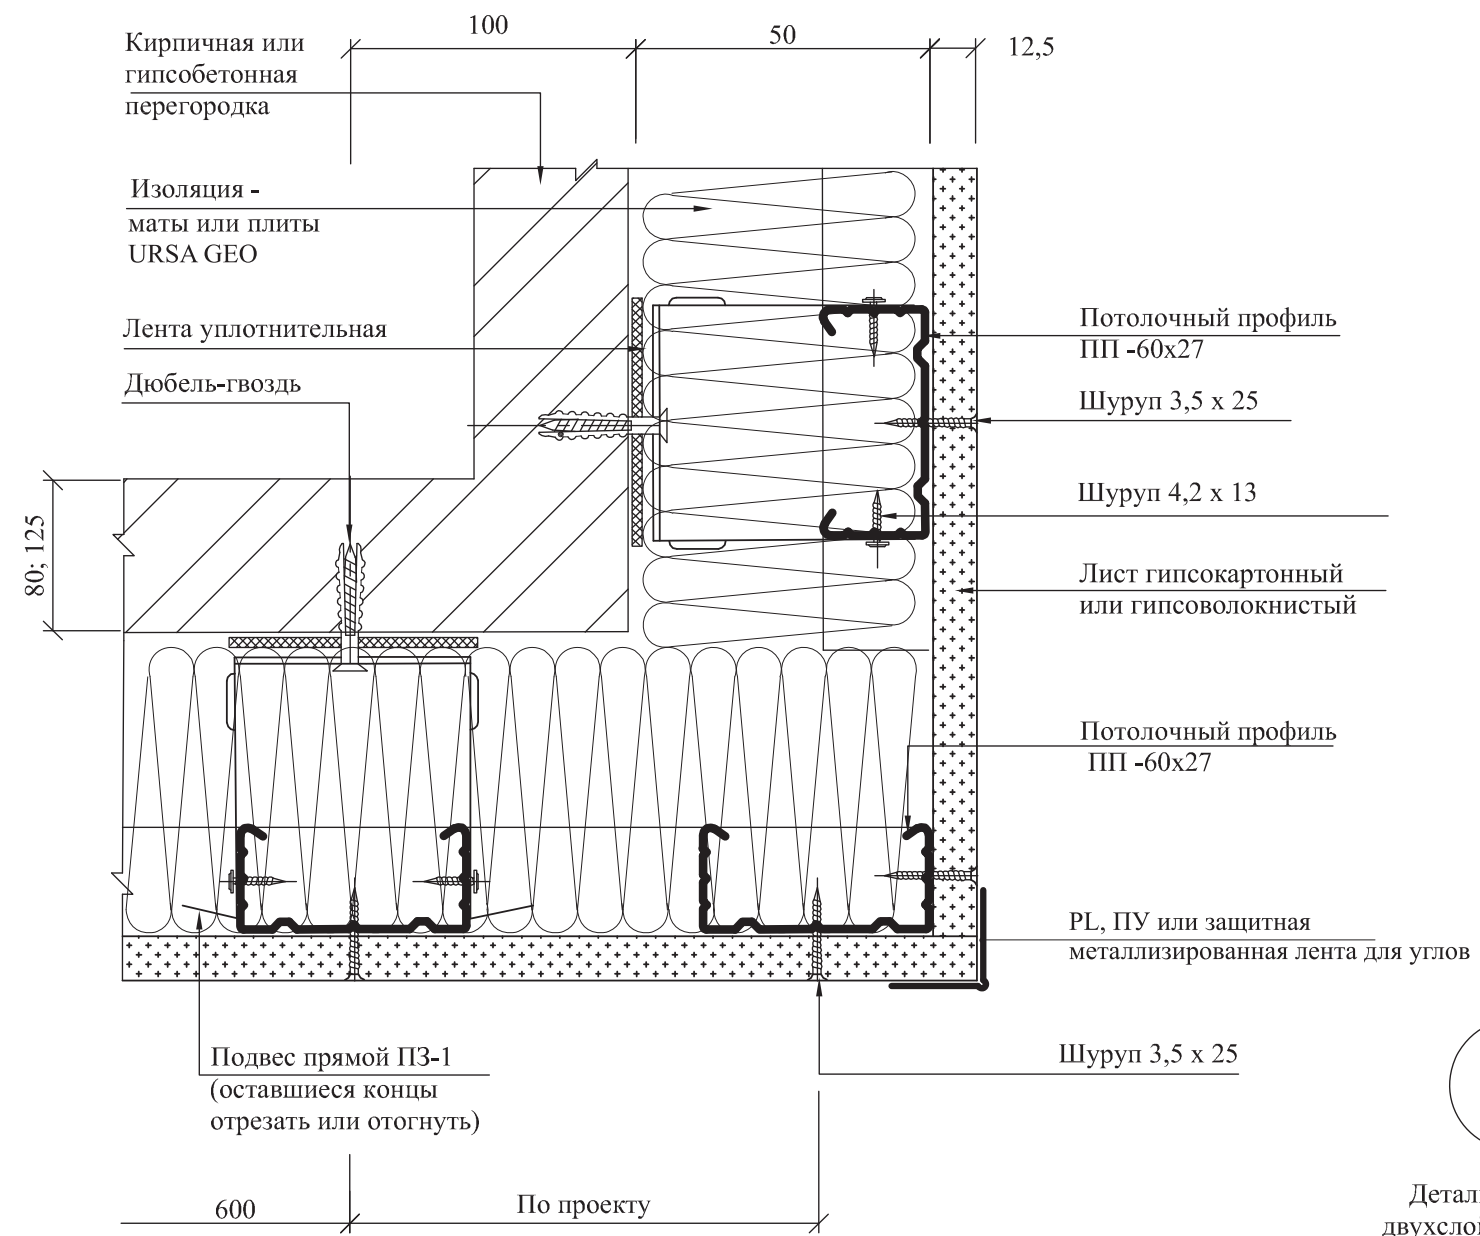 100
50
12,5
Кирпичная или
гипсобетонная
перегородка
Изоляция -
маты или плиты
URSA GEO
Лента уплотнительная
Дюбель-гвоздь
80; 125
Потолочный профиль
ПП -60х27
Шуруп 3,5 х 25
Шуруп 4,2 х 13
Лист гипсокартонный
или гипсоволокнистый
Потолочный профиль
ПП -60х27
PL, ПУ или защитная
металлизированная лента для углов
Подвес прямой ПЗ-1
(оставшиеся концы
отрезать или отогнуть)
Шуруп 3,5 х 25
600
По проекту